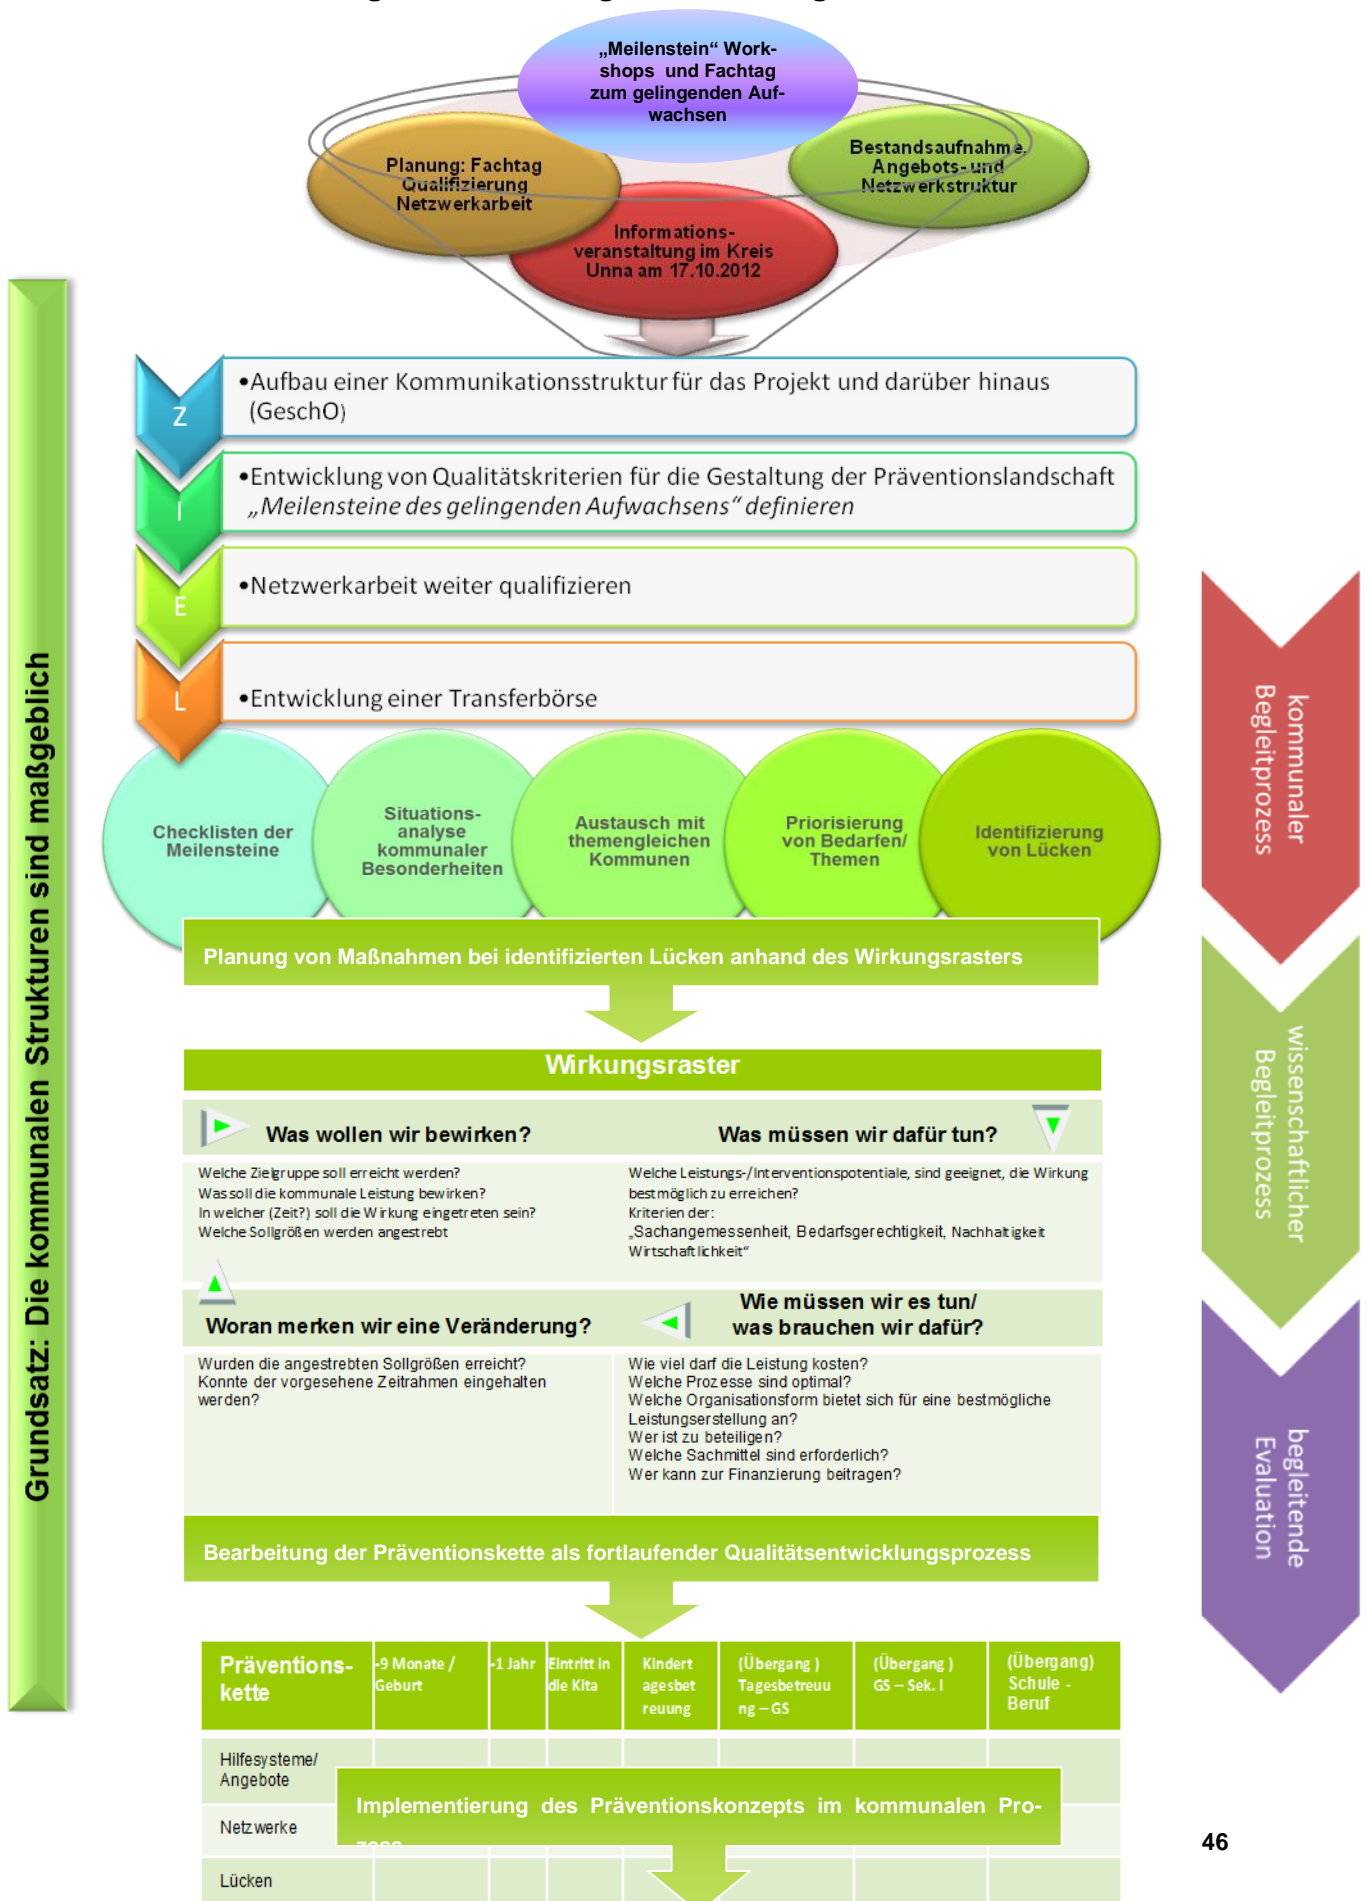 „Meilenstein“ Work-
shops und Fachtag
zum gelingenden Auf-
wachsen
Planung: Fachtag
Qualifizierung
Netzwerkarbeit
Bestandsaufnahme,
Angebots- und
Netzwerkstruktur
Informations-
veranstaltung im Kreis
Unna am 17.10.2012
Z
•Aufbau einer Kommunikationsstruktur für das Projekt und darüber hinaus
(GeschO)
I
•Entwicklung von Qualitätskriterien für die Gestaltung der Präventionslandschaft
„Meilensteine des gelingenden Aufwachsens“ definieren
E
•Netzwerkarbeit weiter qualifizieren
L
•Entwicklung einer Transferbörse
Grundsatz: Die kommunalen Strukturen sind maßgeblich
Checklisten der
Meilensteine
Situations-
analyse
kommunaler
Besonderheiten
Austausch mit
themengleichen
Kommunen
Priorisierung
von Bedarfen/
Themen
Identifizierung
von Lücken
kommunaler
Begleitprozess
wissenschaftlicher
Begleitprozess
begleitende
Evaluation
Planung von Maßnahmen bei identifizierten Lücken anhand des Wirkungsrasters
Wirkungsraster
Was wollen wir bewirken?
Welche Zielgruppe soll erreicht werden?
Was soll die kommunale Leistung bewirken?
In welcher (Zeit?) soll die Wirkung eingetreten sein?
Welche Sollgrößen werden angestrebt
Was müssen wir dafür tun?
Welche Leistungs-/Interventionspotentiale, sind geeignet, die Wirkung
bestmöglich zu erreichen?
Kriterien der:
„Sachangemessenheit, Bedarfsgerechtigkeit, Nachhaltigkeit
Wirtschaftlichkeit“
Woran merken wir eine Veränderung?
Wurden die angestrebten Sollgrößen erreicht?
Konnte der vorgesehene Zeitrahmen eingehalten
werden?
Wie müssen wir es tun/
was brauchen wir dafür?
Wie viel darf die Leistung kosten?
Welche Prozesse sind optimal?
Welche Organisationsform bietet sich für eine bestmögliche
Leistungserstellung an?
Wer ist zu beteiligen?
Welche Sachmittel sind erforderlich?
Wer kann zur Finanzierung beitragen?
Bearbeitung der Präventionskette als fortlaufender Qualitätsentwicklungsprozess
Präventions-
kette
-9 Monate /
Geburt
-1 Jahr
Eintritt in
die Kita
Kindert
agesbet
reuung
(Übergang )
Tagesbetreuu
ng – GS
(Übergang )
GS – Sek. I
(Übergang)
Schule -
Beruf
Hilfesysteme/
Angebote
Netzwerke
Lücken
Implementierung des Präventionskonzepts im kommunalen Pro-
46